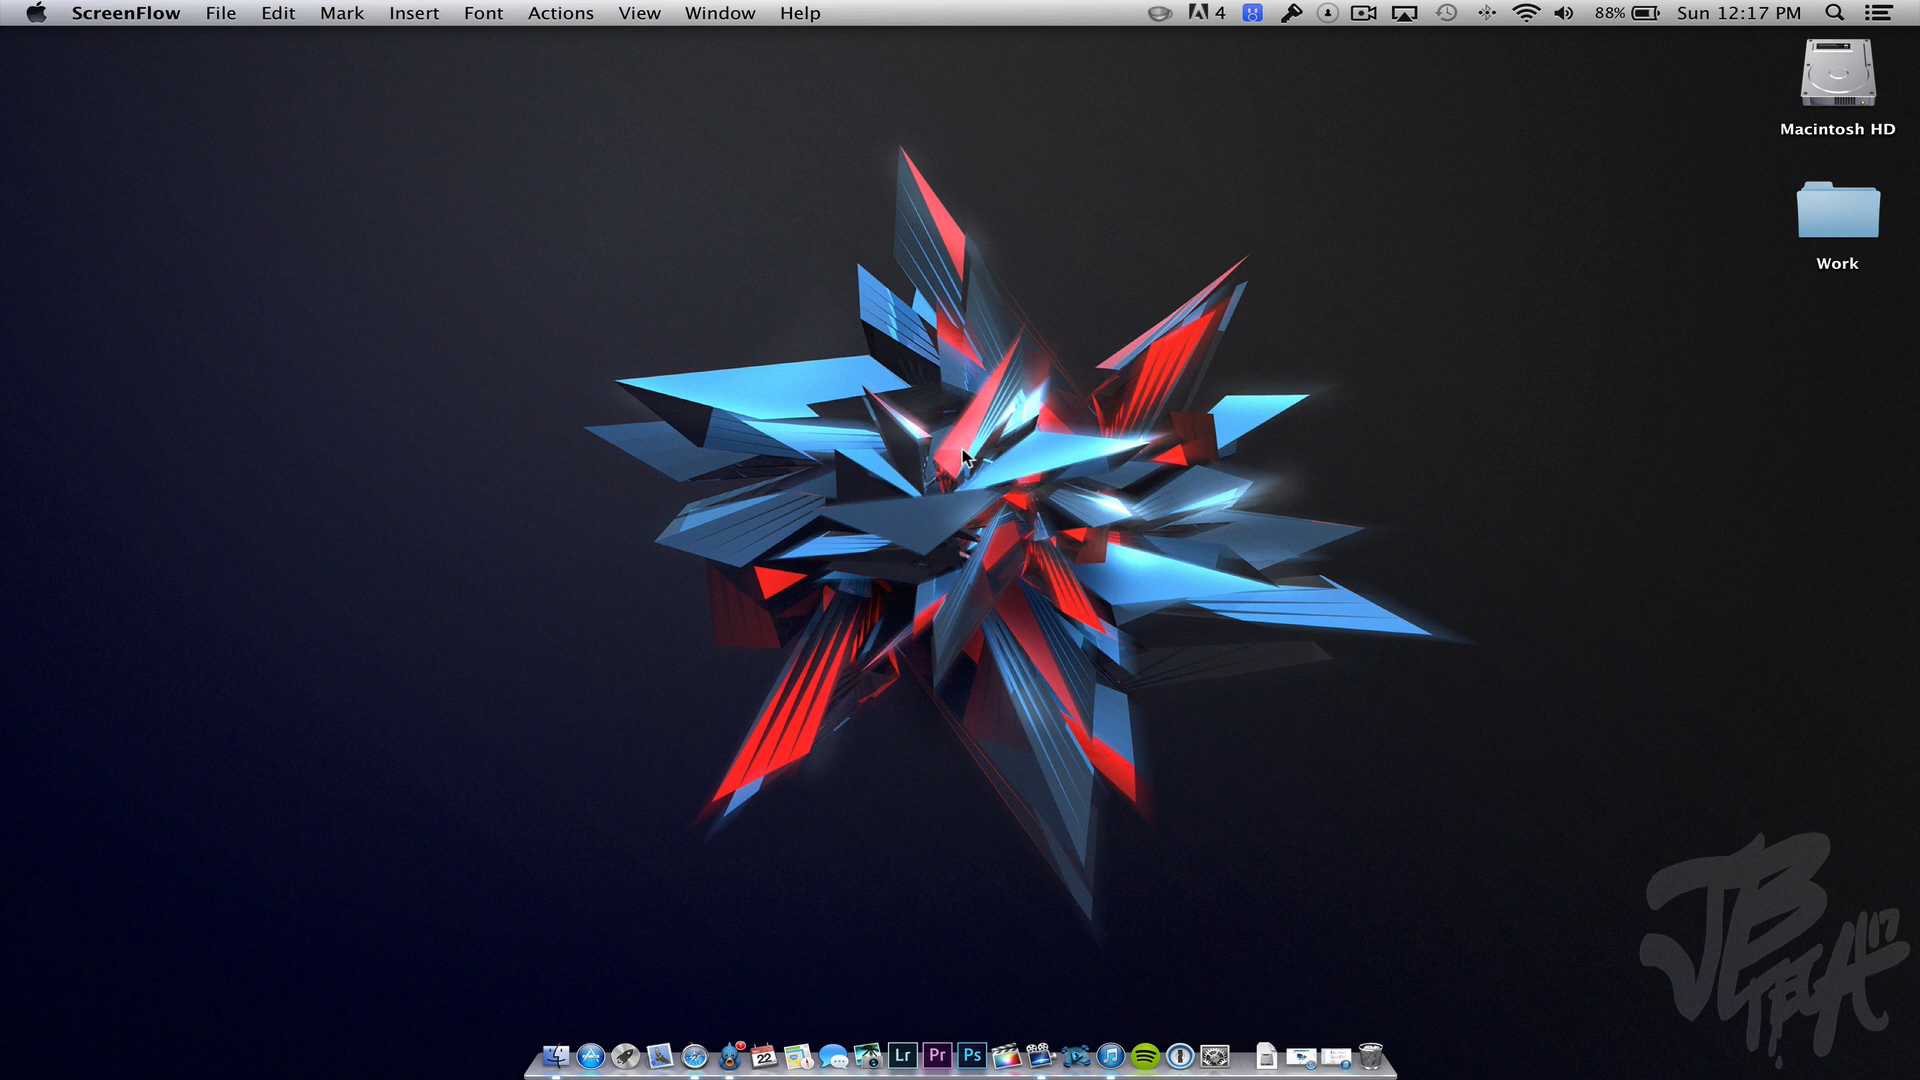 ScreenFlow File Edit Mark Insert Font Actions View Window Help 4 88% Sun 12:17 PM
Macintosh HD
Work
22
Lr Pr Ps